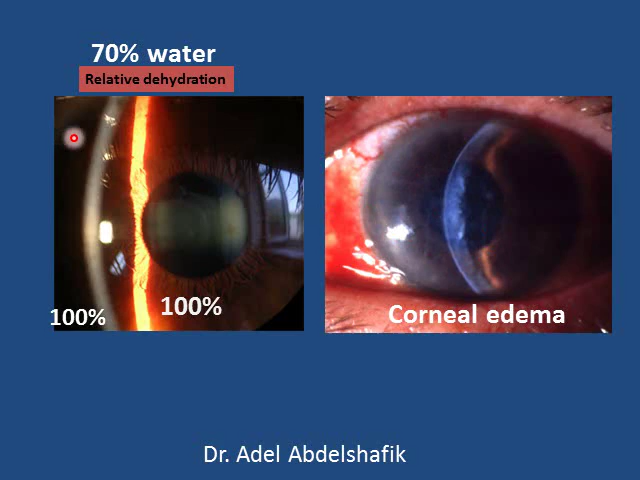 70% water
Relative dehydration
100%
100%
Corneal edema
Dr. Adel Abdelshafik